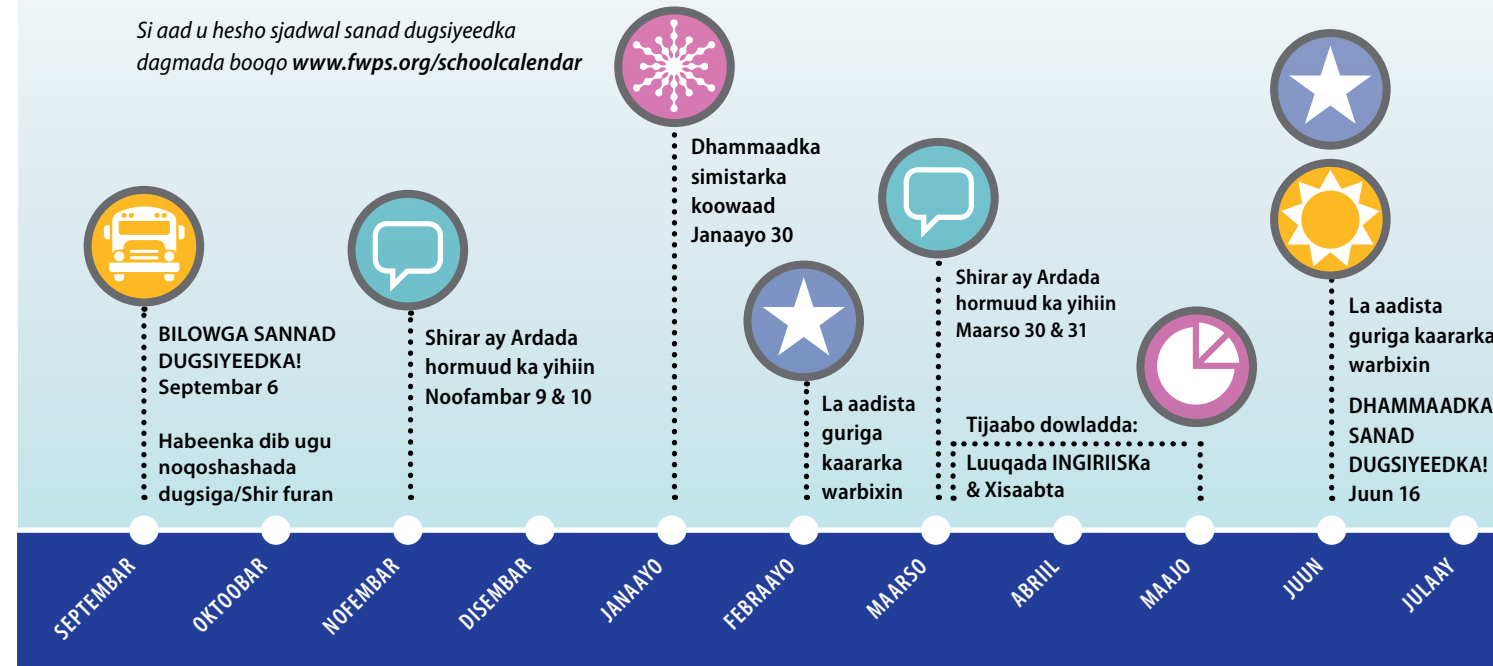 Si aad u hesho sjadwal sanad dugsiyeedka
dagmada booqo www.fwps.org/schoolcalendar
BILOWGA SANNAD
DUGSIYEEDKA!
Septembar 6
Habeenka dib ugu
noqoshashada
dugsiga/Shir furan
Shirar ay Ardada
hormuud ka yihiin
Noofambar 9 & 10
Dhammaadka
simistarka
koowaad
Janaayo 30
La aadista
guriga
kaararka
warbixin
Shirar ay Ardada
hormuud ka yihiin
Maarso 30 & 31
Tijaabo dowladda:
Luuqada INGIRIISKa
& Xisaabta
La aadista
guriga kaararka
warbixin
DHAMMAADKA
SANAD
DUGSIYEEDKA!
Juun 16
SEPTEMBAR
OKTOOBAR
NOFEMBAR
DISEMBAR
JANAAYO
FEBRAAYO
MAARSO
ABRIIL
MAAJO
JUUN
JULAAY